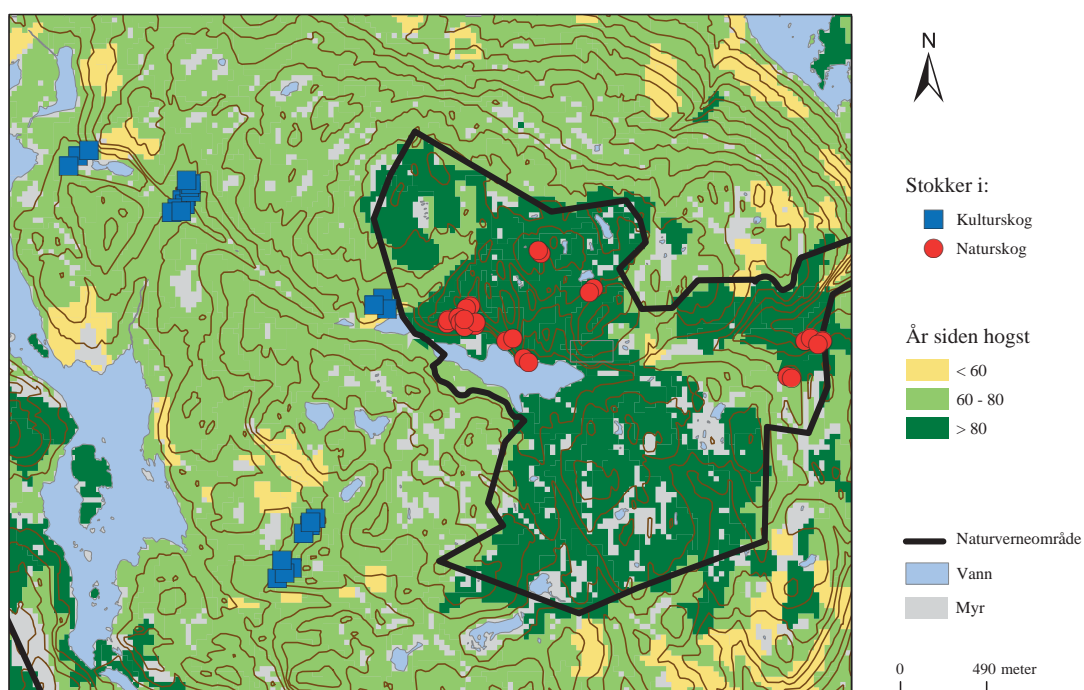 N
Stokker i:
Kulturskog
Naturskog
År siden hogst
< 60
60 - 80
> 80
Naturverneområde
Vann
Myr
0 490 meter